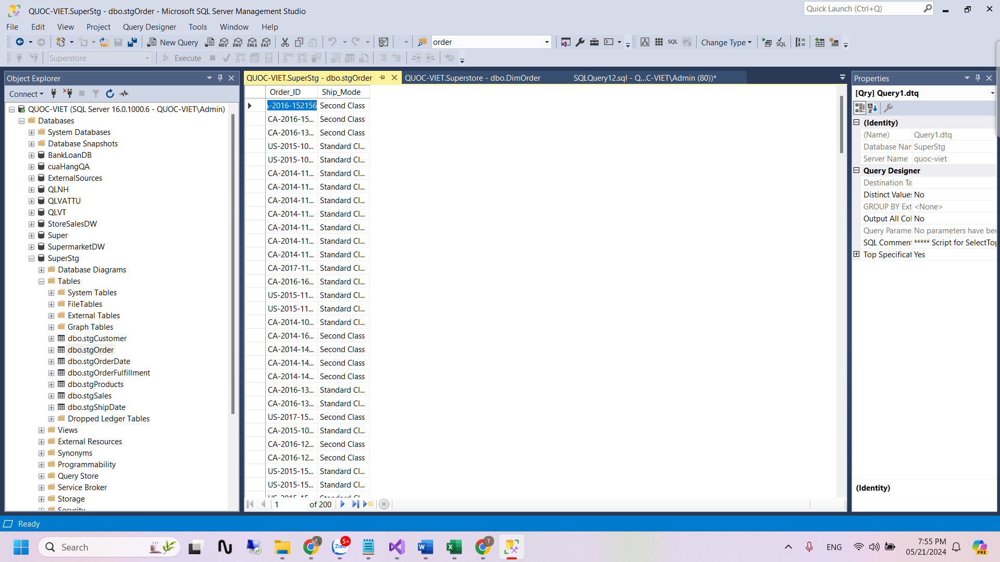 QUOC-VIET.SuperStg - dbo.stgOrder - Microsoft SQL Server Management Studio
Quick Launch (Ctrl+Q)
File Edit View Project Query Designer Tools Window Help
New Query MDX DMX XMLA DAX order SQL Change Type SQL
Superstore Execute
Object Explorer
Connect
QUOC-VIET (SQL Server 16.0.1000.6 - QUOC-VIET\Admin)
Databases
System Databases
Database Snapshots
BankLoanDB
cuaHangQA
ExternalSources
QLNH
QLVATTU
QLVT
StoreSalesDW
Super
SupermarketDW
SuperStg
Database Diagrams
Tables
System Tables
FileTables
External Tables
Graph Tables
dbo.stgCustomer
dbo.stgOrder
dbo.stgOrderDate
dbo.stgOrderFulfillment
dbo.stgProducts
dbo.stgSales
dbo.stgShipDate
Dropped Ledger Tables
Views
External Resources
Synonyms
Programmability
Query Store
Service Broker
Storage
Security
QUOC-VIET.SuperStg - dbo.stgOrder QUOC-VIET.Superstore - dbo.DimOrder SQLQuery12.sql - Q...C-VIET\Admin (80))*
Order_ID Ship_Mode
-2016-152156 Second Class
CA-2016-15... Second Class
CA-2016-13... Second Class
US-2015-10... Standard Cl...
US-2015-10... Standard Cl...
CA-2014-11... Standard Cl...
CA-2014-11... Standard Cl...
CA-2014-11... Standard Cl...
CA-2014-11... Standard Cl...
CA-2014-11... Standard Cl...
CA-2014-11... Standard Cl...
CA-2014-11... Standard Cl...
CA-2017-11... Standard Cl...
CA-2016-16... Standard Cl...
US-2015-11... Standard Cl...
US-2015-11... Standard Cl...
CA-2014-10... Standard Cl...
CA-2014-16... Second Class
CA-2014-14... Second Class
CA-2014-14... Second Class
CA-2014-14... Second Class
CA-2016-13... Standard Cl...
CA-2016-13... Standard Cl...
US-2017-15... Second Class
CA-2015-10... Standard Cl...
CA-2016-12... Second Class
CA-2016-12... Second Class
US-2015-15... Standard Cl...
US-2015-15... Standard Cl...
US-2015-15... Standard Cl...
1 of 200
Properties
[Qry] Query1.dtq
(Identity)
(Name) Query1.dtq
Database Nar SuperStg
Server Name quoc-viet
Query Designer
Destination Ta
Distinct Values No
GROUP BY Ext <None>
Output All Col No
Query Parame No parameters have bee
SQL Comment ***** Script for SelectTop
Top Specificat Yes
(Identity)
Ready
Search
Zalo
5+
T
ENG
7:55 PM
05/21/2024
PRE